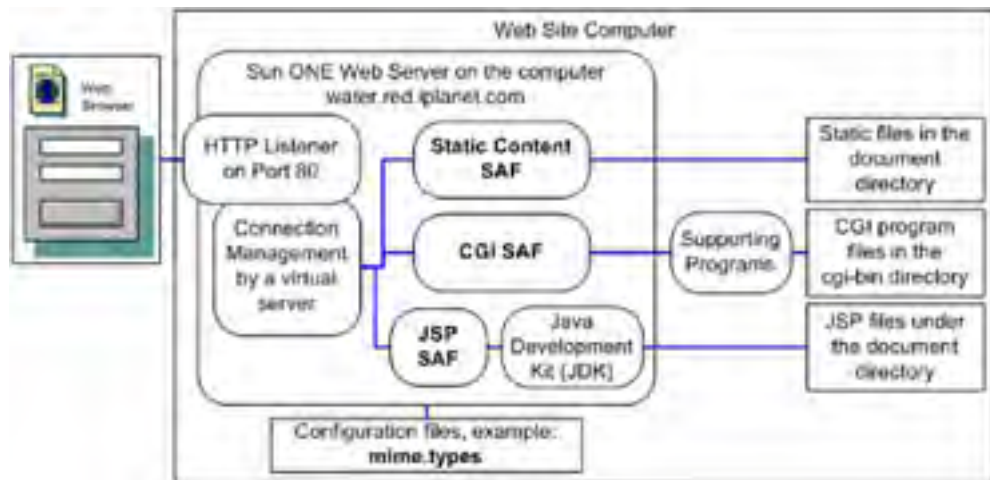 Web Site Computer
Web
Browser
Sun ONE Web Server on the computer
water.red.iplanet.com
HTTP Listener
on Port 80
Connection
Management
by a virtual
server
Static Content
SAF
CGI SAF
JSP
SAF
Java
Development
Kit (JDK)
Supporting
Programs
Static files in the
document
directory
CGI program
files in the
cgi-bin directory
JSP files under
the document
directory
Configuration files, example:
mime.types